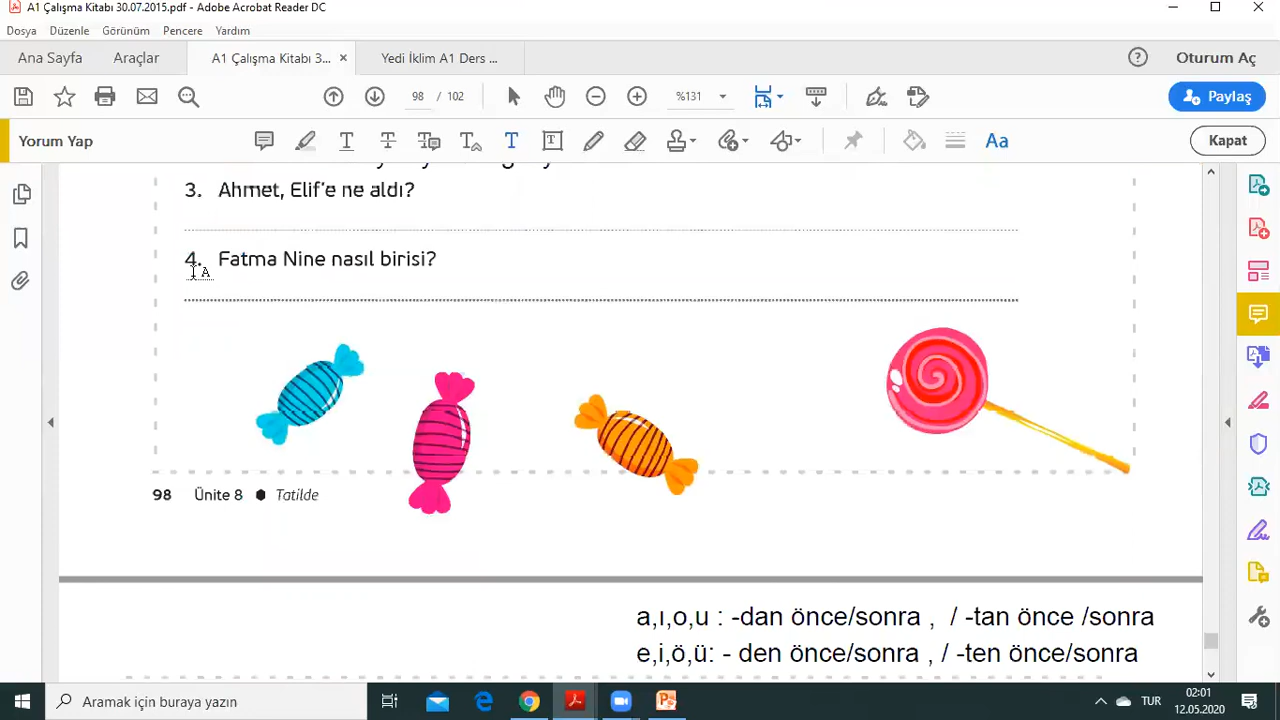 A1 Çalışma Kitabı 30.07.2015.pdf - Adobe Acrobat Reader DC
Dosya Düzenle Görünüm Pencere Yardım
Ana Sayfa Araçlar A1 Çalışma Kitabı 3... × Yedi İklim A1 Ders ... Oturum Aç
98 / 102 %131 Paylaş
Yorum Yap Kapat
3. Ahmet, Elif'e ne aldı?
4. Fatma Nine nasıl birisi?
98 Ünite 8 ● Tatilde
a,ı,o,u : -dan önce/sonra , / -tan önce /sonra
e,i,ö,ü: - den önce/sonra , / -ten önce/sonra
Aramak için buraya yazın TUR 02:01
12.05.2020